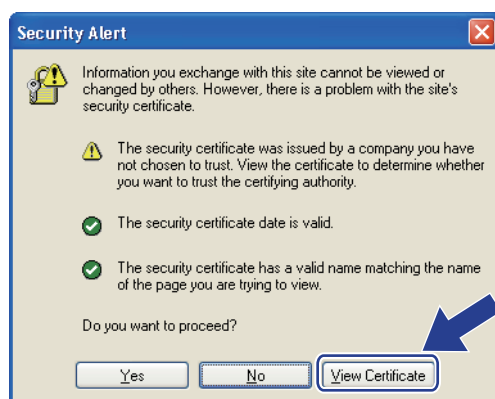 Security Alert
Information you exchange with this site cannot be viewed or
changed by others. However, there is a problem with the site's
security certificate.
The security certificate was issued by a company you have
not chosen to trust. View the certificate to determine whether
you want to trust the certifying authority.
The security certificate date is valid.
The security certificate has a valid name matching the name
of the page you are trying to view.
Do you want to proceed?
Yes No View Certificate